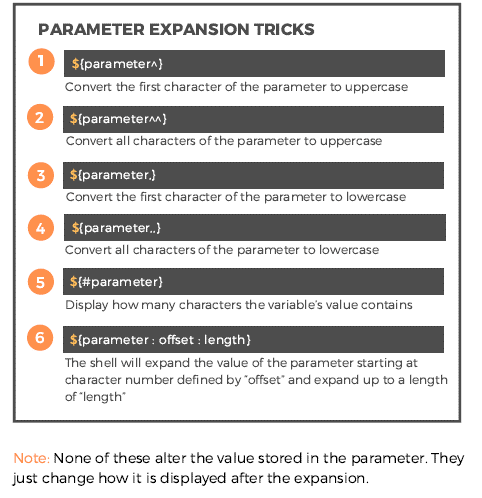 PARAMETER EXPANSION TRICKS
1
${parameter^}
Convert the first character of the parameter to uppercase
2
${parameter^^}
Convert all characters of the parameter to uppercase
3
${parameter,}
Convert the first character of the parameter to lowercase
4
${parameter,,}
Convert all characters of the parameter to lowercase
5
${#parameter}
Display how many characters the variable's value contains
6
${parameter : offset : length}
The shell will expand the value of the parameter starting at
character number defined by "offset" and expand up to a length
of "length"
Note: None of these alter the value stored in the parameter. They
just change how it is displayed after the expansion.